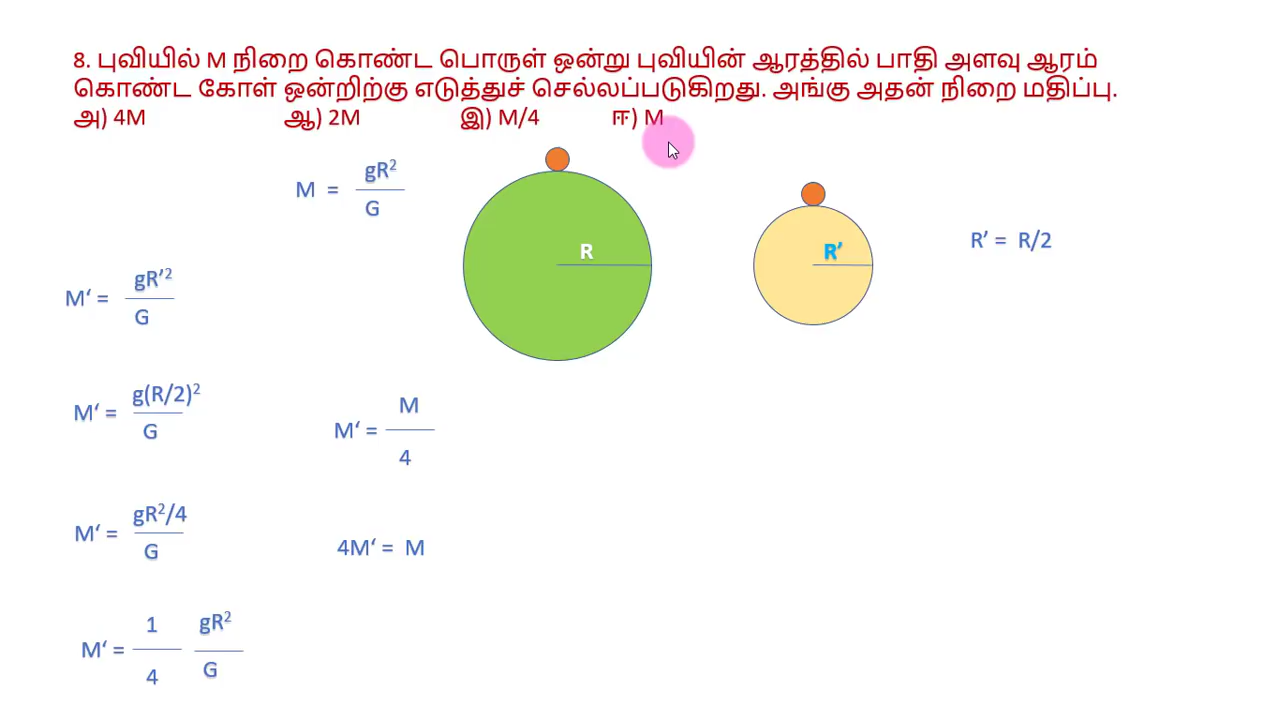 8. புவியில் M நிறை கொண்ட பொருள் ஒன்று புவியின் ஆரத்தில் பாதி அளவு ஆரம்
கொண்ட கோள் ஒன்றிற்கு எடுத்துச் செல்லப்படுகிறது. அங்கு அதன் நிறை மதிப்பு.
அ) 4M ஆ) 2M இ) M/4 ஈ) M
M = gR²
G
R
R’
R’ = R/2
M‘ = gR’²
G
M‘ = g(R/2)²
G
M‘ = M
4
M‘ = gR²/4
G
4M‘ = M
M‘ = 1 gR²
4 G